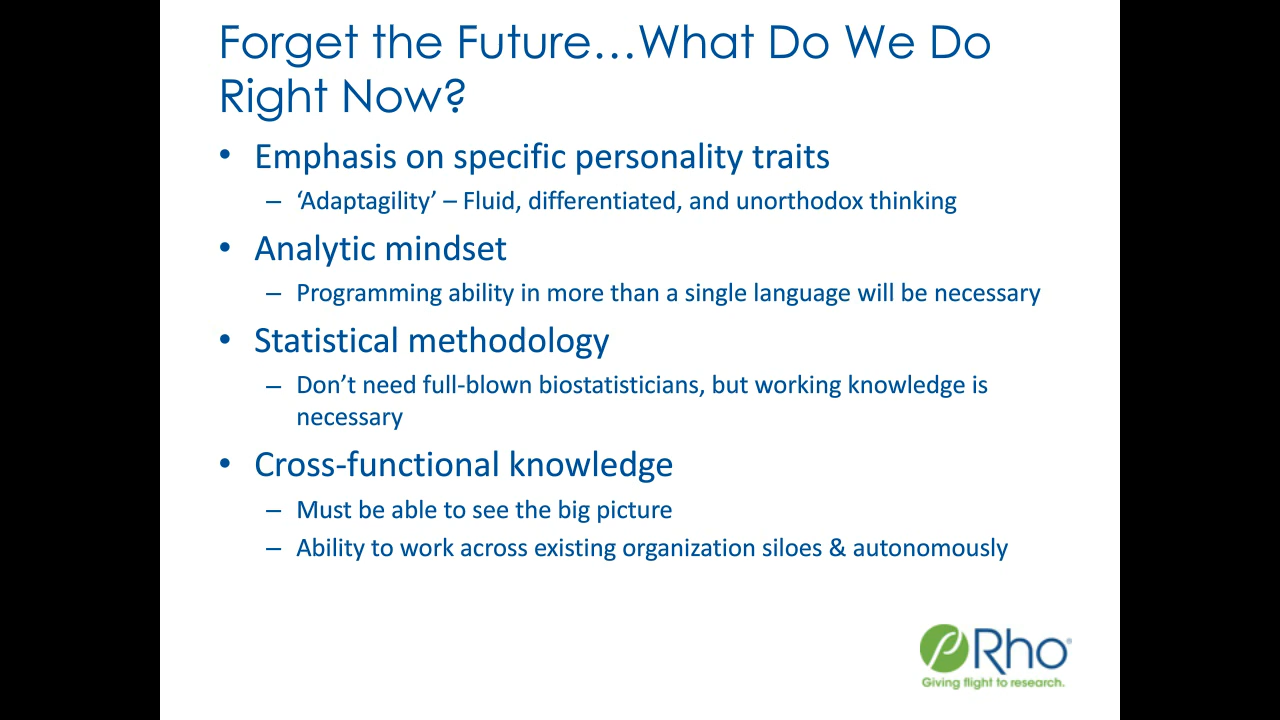 Forget the Future…What Do We Do
Right Now?
• Emphasis on specific personality traits
– ‘Adaptagility’ – Fluid, differentiated, and unorthodox thinking
• Analytic mindset
– Programming ability in more than a single language will be necessary
• Statistical methodology
– Don’t need full-blown biostatisticians, but working knowledge is
necessary
• Cross-functional knowledge
– Must be able to see the big picture
– Ability to work across existing organization siloes & autonomously
Rho®
Giving flight to research.